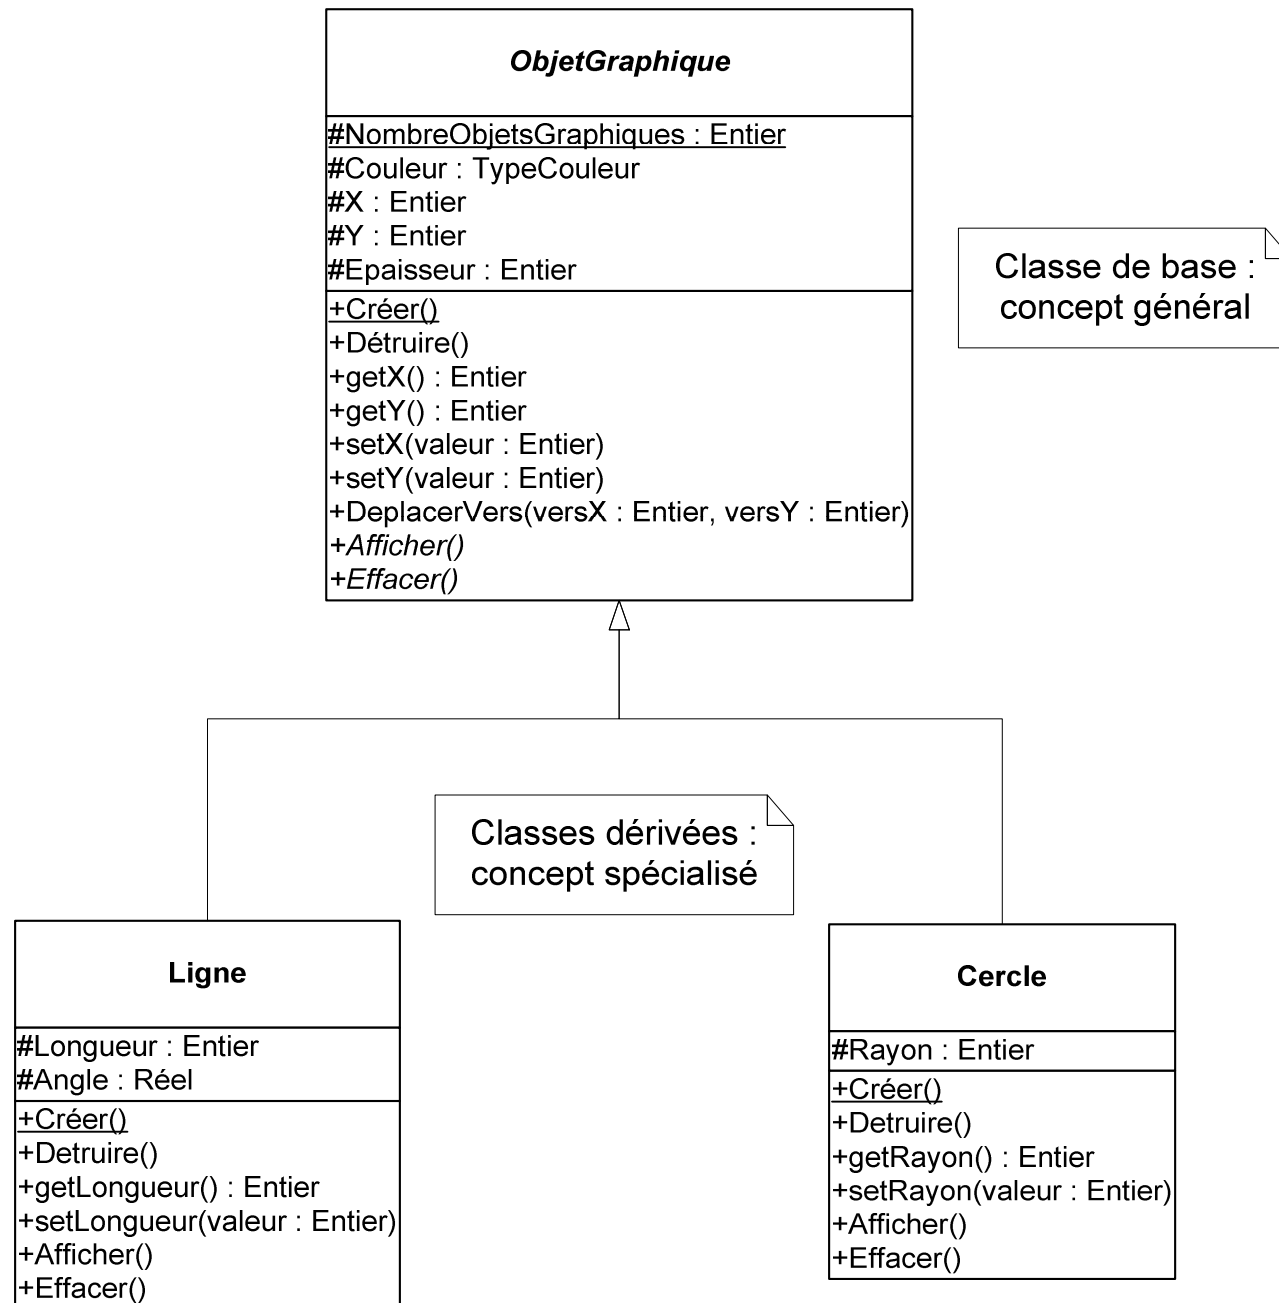 ObjetGraphique
#NombreObjetsGraphiques : Entier
#Couleur : TypeCouleur
#X : Entier
#Y : Entier
#Epaisseur : Entier
+Créer()
+Détruire()
+getX() : Entier
+getY() : Entier
+setX(valeur : Entier)
+setY(valeur : Entier)
+DeplacerVers(versX : Entier, versY : Entier)
+Afficher()
+Effacer()
Classe de base :
concept général
Classes dérivées :
concept spécialisé
Ligne
#Longueur : Entier
#Angle : Réel
+Créer()
+Detruire()
+getLongueur() : Entier
+setLongueur(valeur : Entier)
+Afficher()
+Effacer()
Cercle
#Rayon : Entier
+Créer()
+Detruire()
+getRayon() : Entier
+setRayon(valeur : Entier)
+Afficher()
+Effacer()